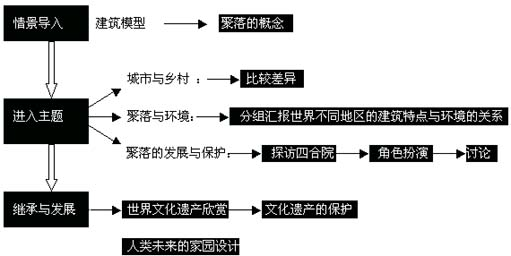 情景导入 建筑模型 聚落的概念
城市与乡村 ： 比较差异
进入主题 聚落与环境： 分组汇报世界不同地区的建筑特点与环境的关系
聚落的发展与保护： 探访四合院 角色扮演 讨论
继承与发展 世界文化遗产欣赏 文化遗产的保护
人类未来的家园设计